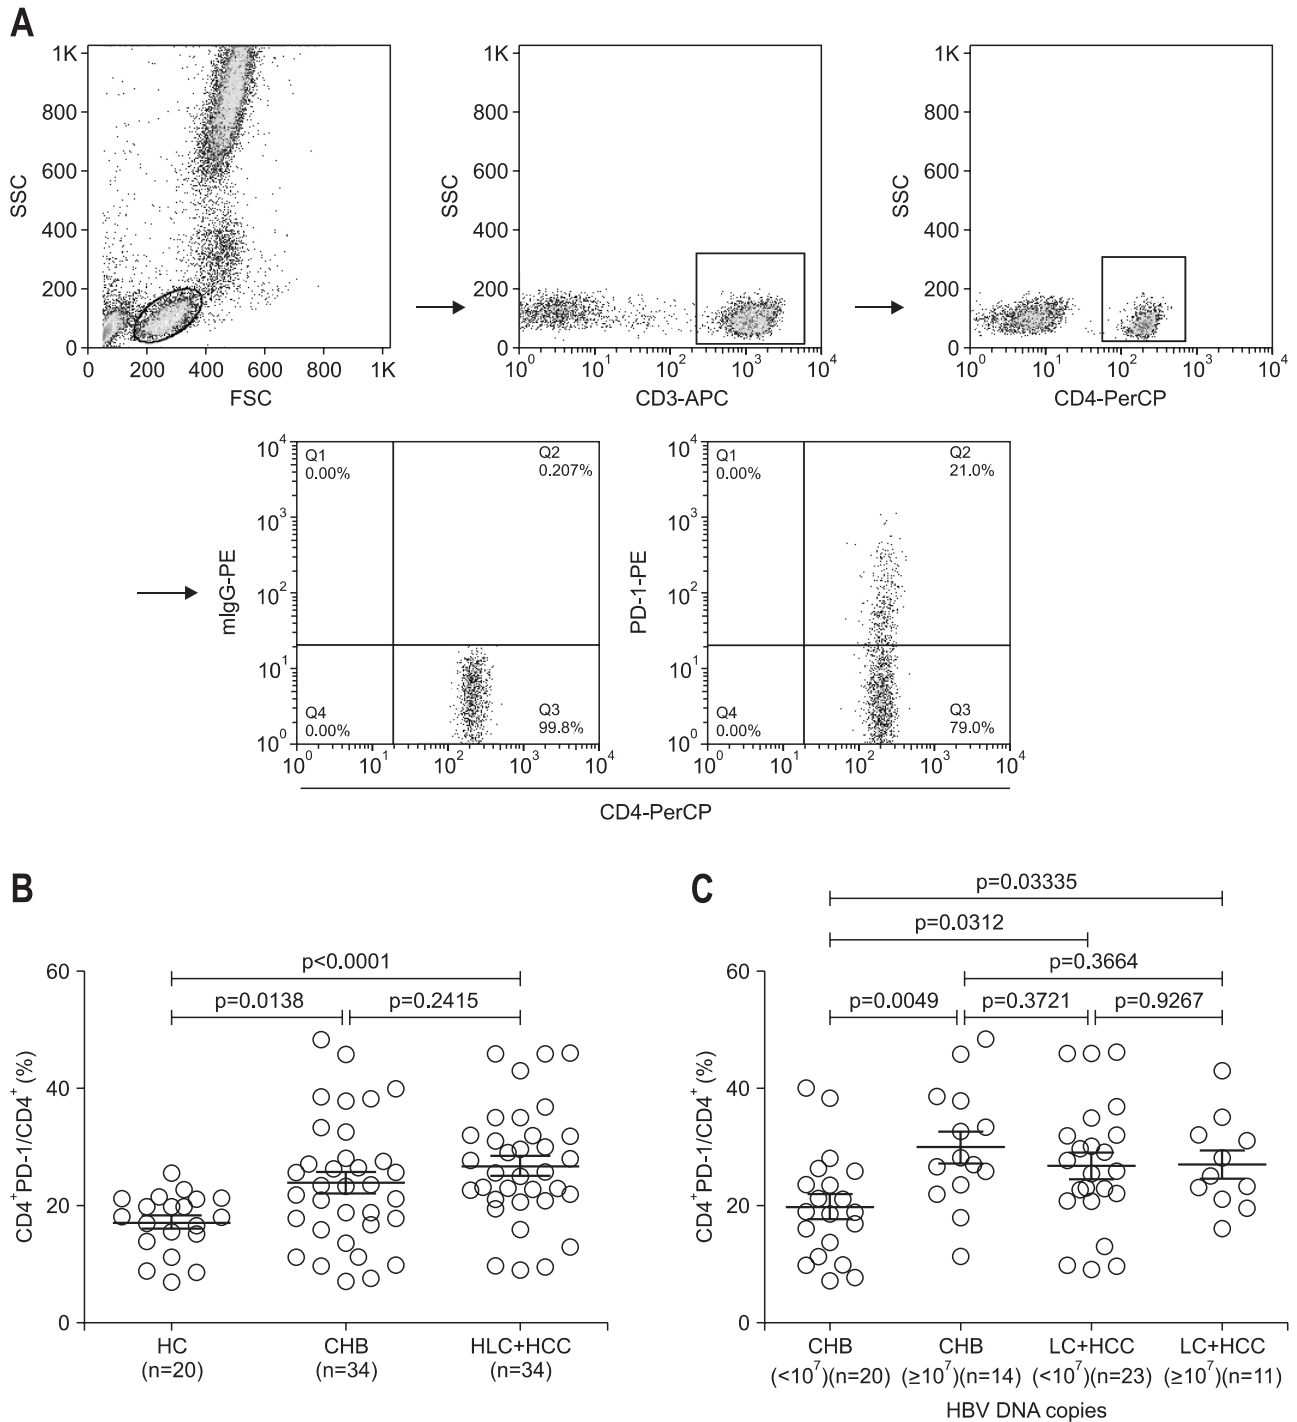 A
1K
800
600
400
200
0
SSC
0 200 400 600 800 1K
FSC
1K
800
600
400
200
0
SSC
10^0 10^1 10^2 10^3 10^4
CD3-APC
1K
800
600
400
200
0
SSC
10^0 10^1 10^2 10^3 10^4
CD4-PerCP
10^4
10^3
10^2
10^1
10^0
mIgG-PE
Q1
0.00%
Q2
0.207%
Q4
0.00%
Q3
99.8%
10^0 10^1 10^2 10^3 10^4
10^4
10^3
10^2
10^1
10^0
PD-1-PE
Q1
0.00%
Q2
21.0%
Q4
0.00%
Q3
79.0%
10^0 10^1 10^2 10^3 10^4
CD4-PerCP
B
p<0.0001
p=0.0138 p=0.2415
60
40
20
0
CD4⁺PD-1/CD4⁺ (%)
HC CHB HLC+HCC
(n=20) (n=34) (n=34)
C
p=0.03335
p=0.0312
p=0.3664
p=0.0049 p=0.3721 p=0.9267
60
40
20
0
CD4⁺PD-1/CD4⁺ (%)
CHB CHB LC+HCC LC+HCC
(<10⁷)(n=20) (≥10⁷)(n=14) (<10⁷)(n=23) (≥10⁷)(n=11)
HBV DNA copies